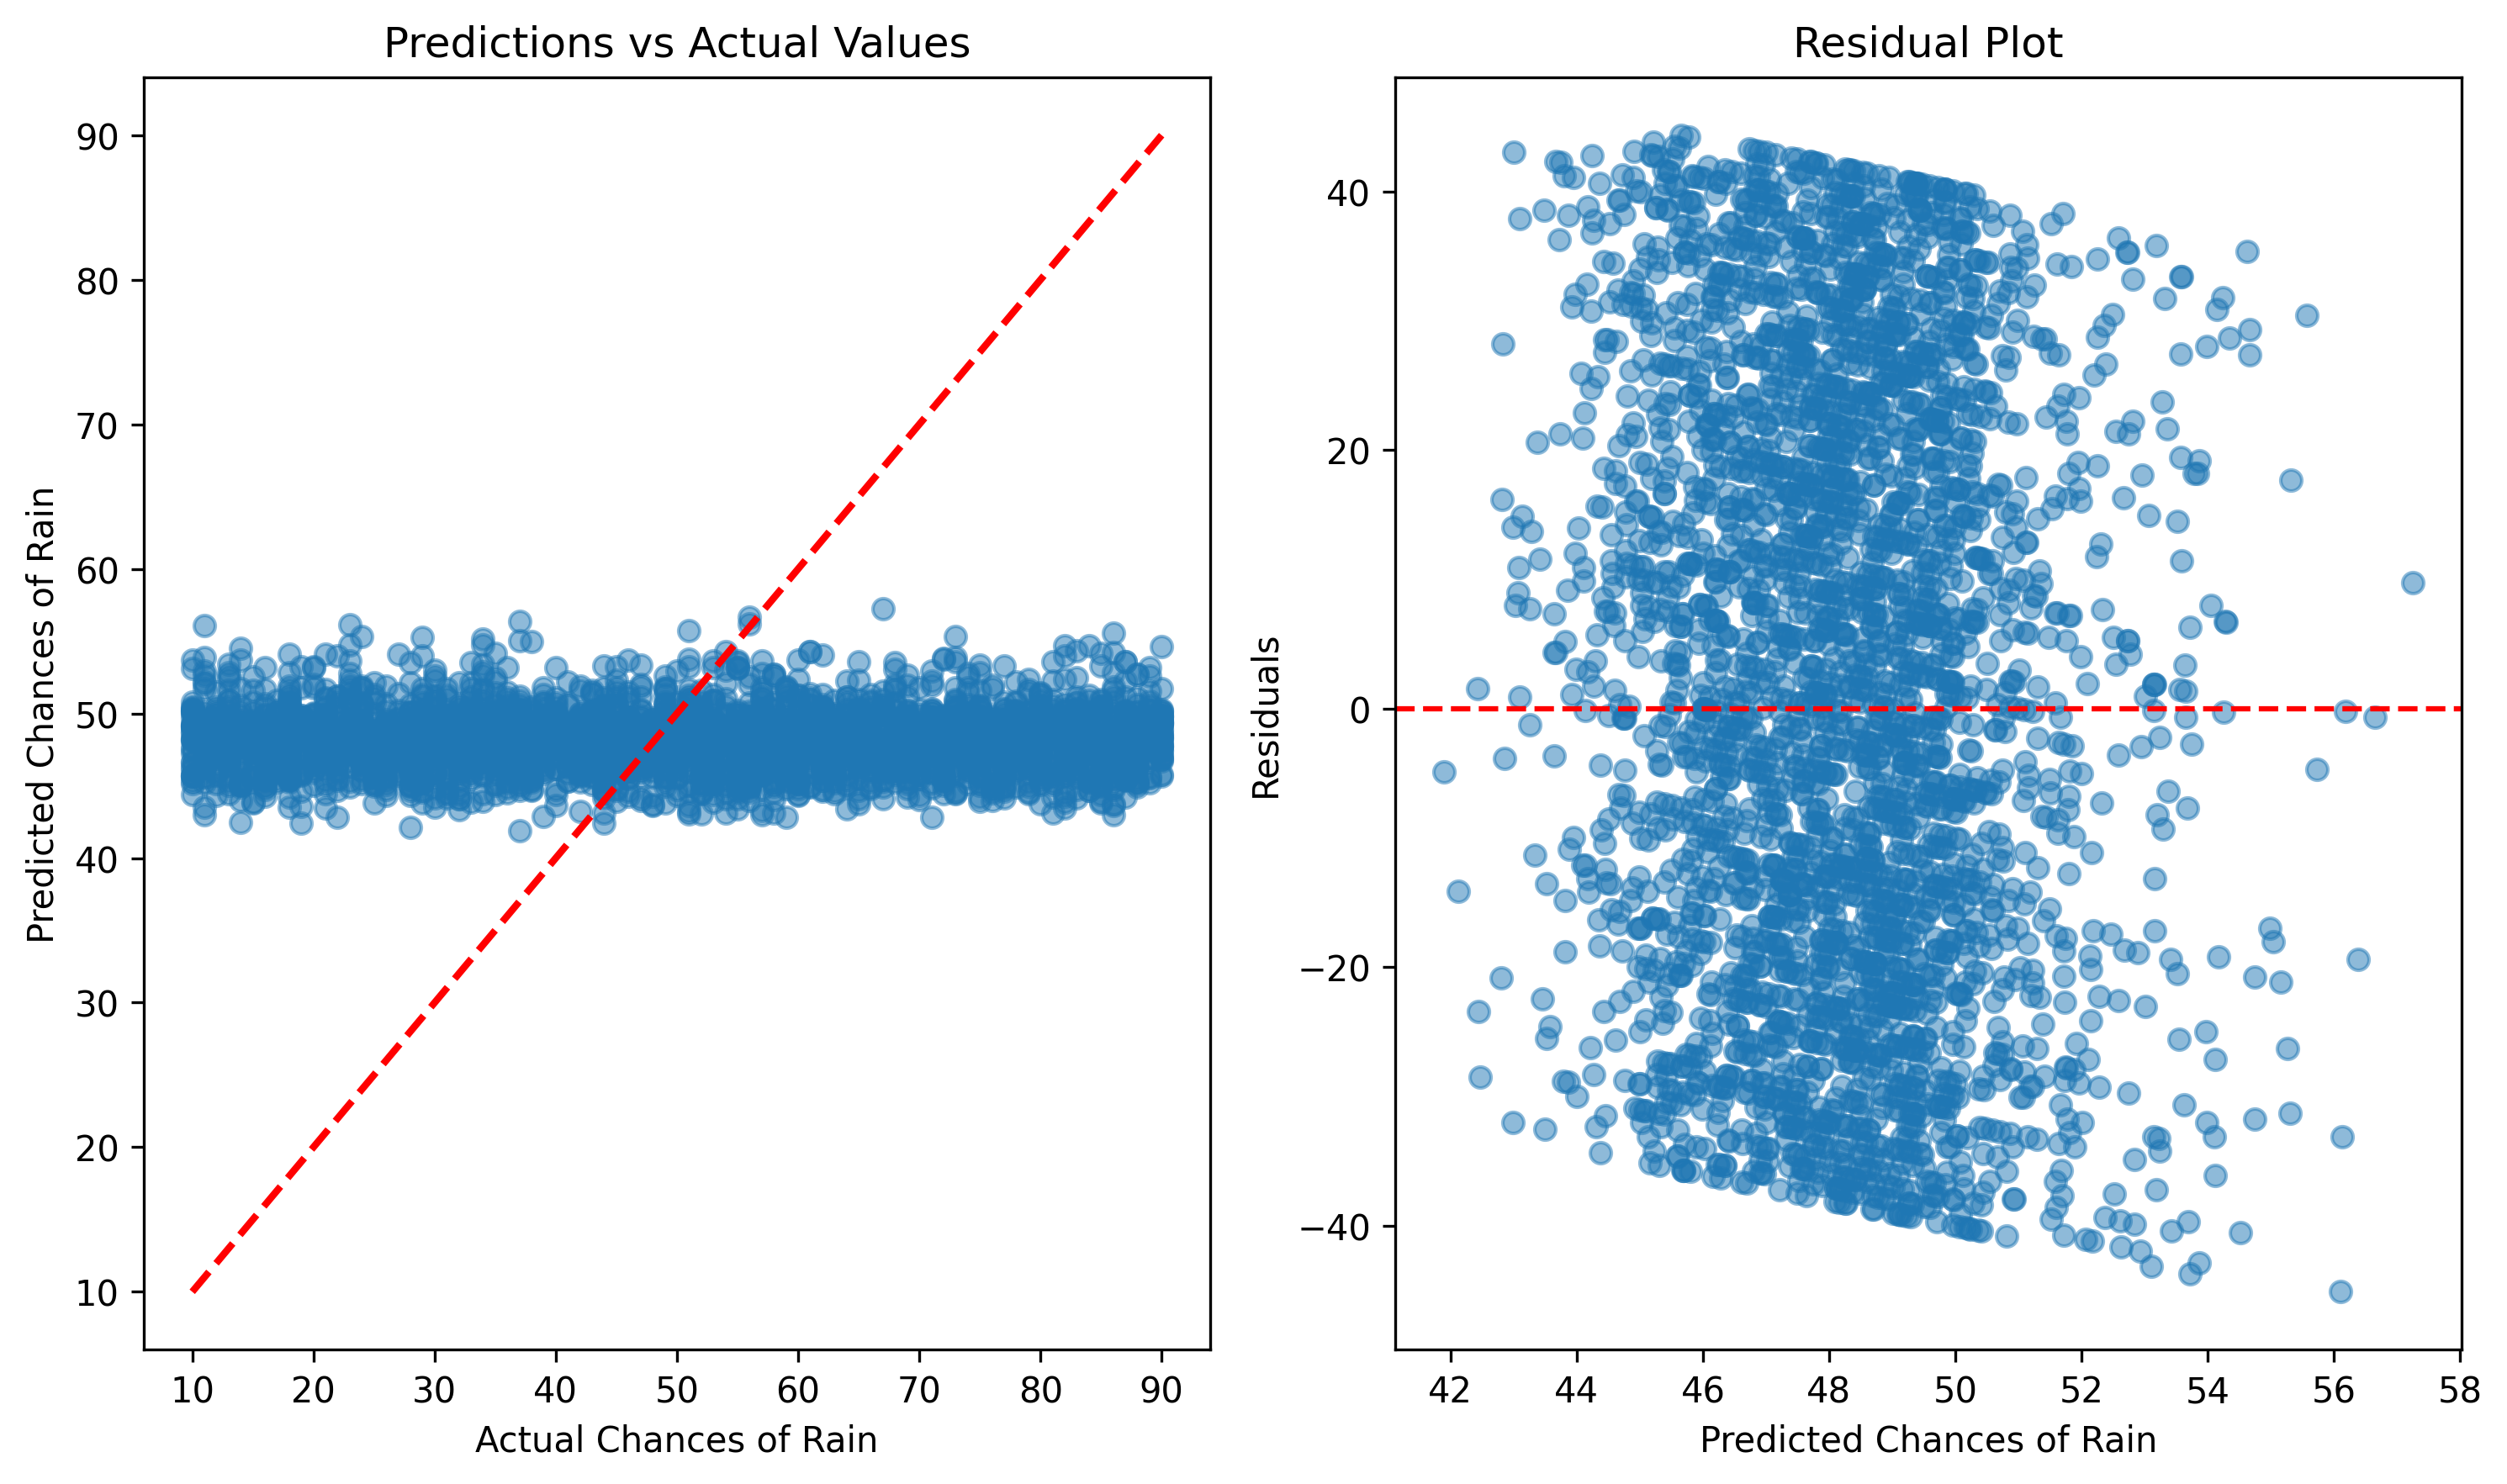 Predictions vs Actual Values
90
80
70
60
50
40
30
20
10
Predicted Chances of Rain
10 20 30 40 50 60 70 80 90
Actual Chances of Rain
Residual Plot
40
20
0
−20
−40
Residuals
42 44 46 48 50 52 54 56 58
Predicted Chances of Rain